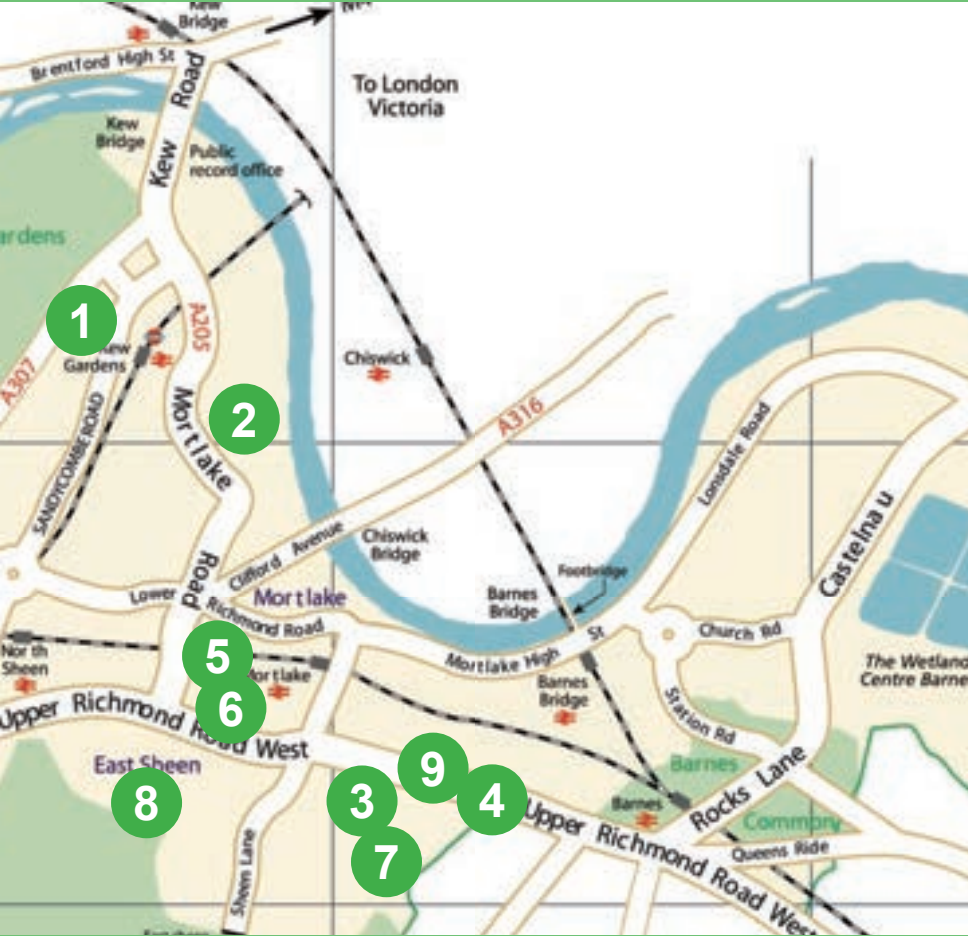 Kew
Bridge
Brentford High St
Road
To London
Victoria
Kew
Bridge
Kew
Public
record office
ardens
1
A205
Kew
Gardens
Chiswick
A307
Mortlake
2
A316
SANDYCOMBE ROAD
Lonsdale Road
Castelnau
Chiswick
Bridge
Clifford Avenue
Road
Footbridge
Barnes
Bridge
Lower
Richmond Road
Mortlake
Church Rd
Mortlake High St
North
Sheen
5
Mortlake
The Wetland
Centre Barne
Barnes
Bridge
6
Station Rd
Upper Richmond Road West
East Sheen
8
9
3
4
Barnes
Barnes
Rocks Lane
Common
7
Upper Richmond Road West
Queens Ride
Sheen Lane